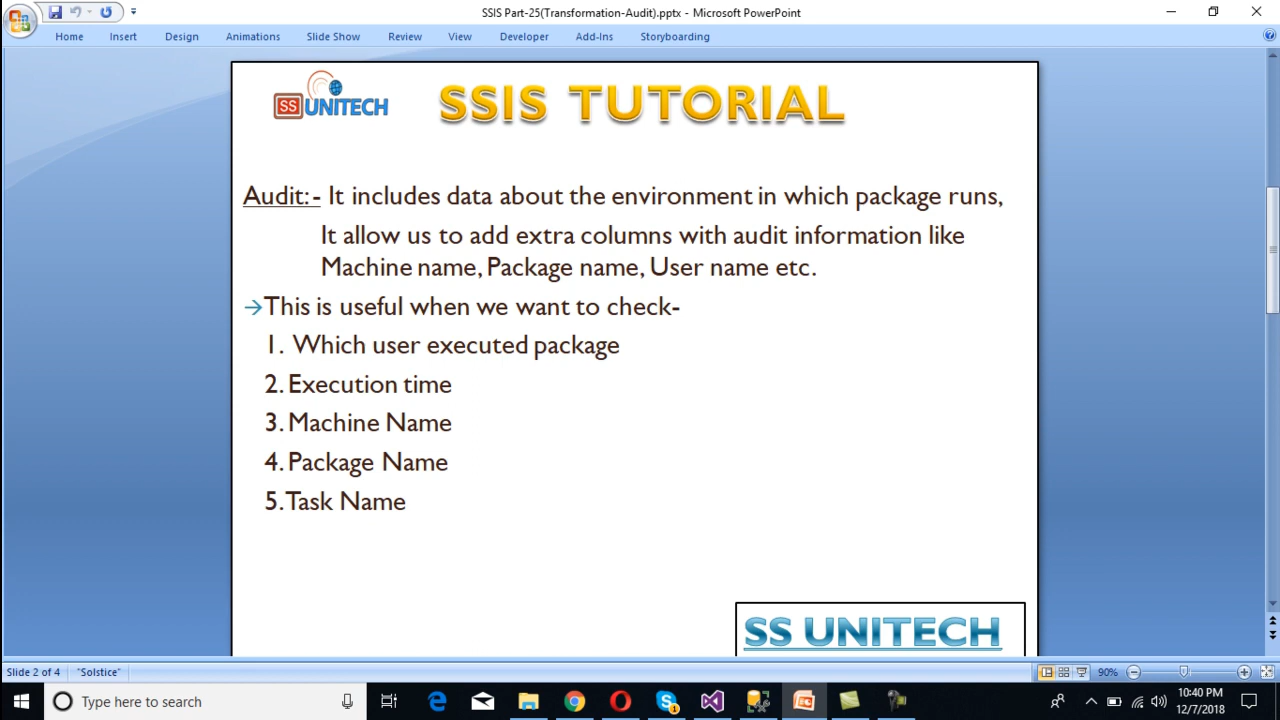 SSIS Part-25(Transformation-Audit).pptx - Microsoft PowerPoint
Home Insert Design Animations Slide Show Review View Developer Add-Ins Storyboarding
SS UNITECH
SSIS TUTORIAL
Audit:- It includes data about the environment in which package runs,
It allow us to add extra columns with audit information like
Machine name, Package name, User name etc.
→This is useful when we want to check-
1. Which user executed package
2. Execution time
3. Machine Name
4. Package Name
5. Task Name
SS UNITECH
Slide 2 of 4 "Solstice" 90%
Type here to search
10:40 PM
12/7/2018